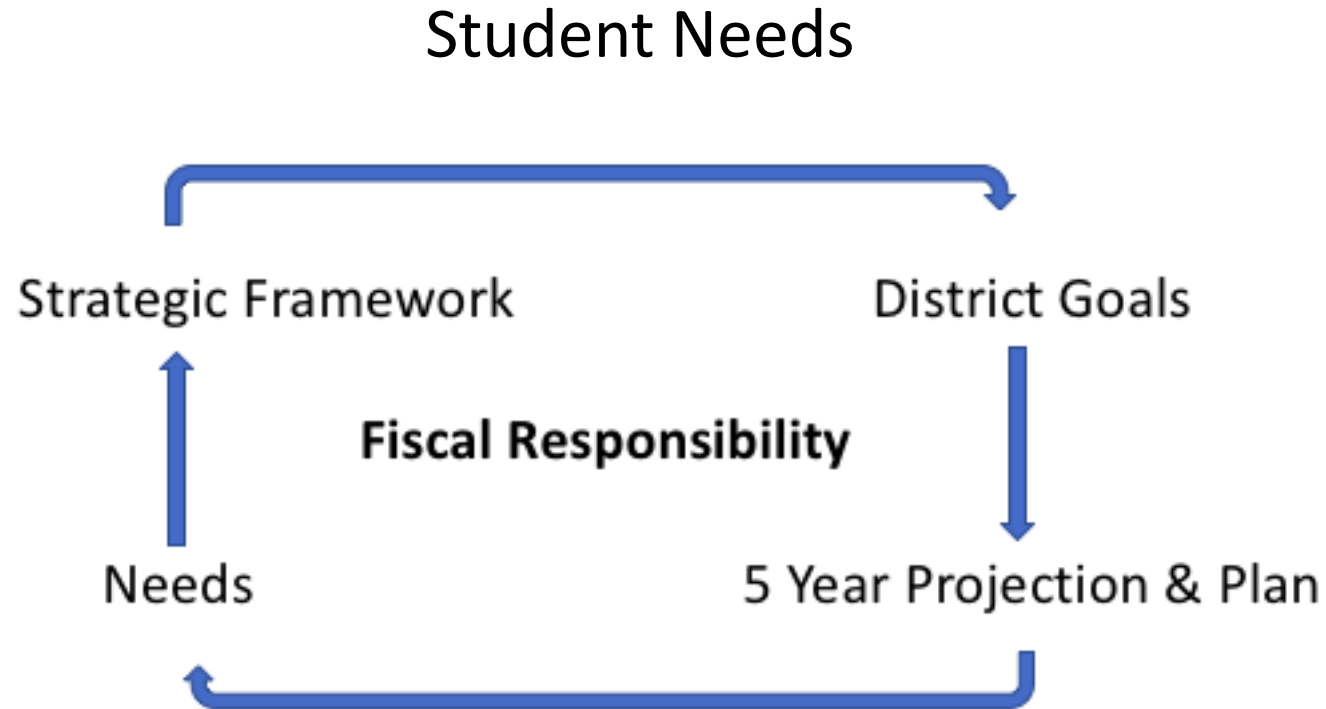 Student Needs
Strategic Framework
District Goals
Fiscal Responsibility
Needs
5 Year Projection & Plan